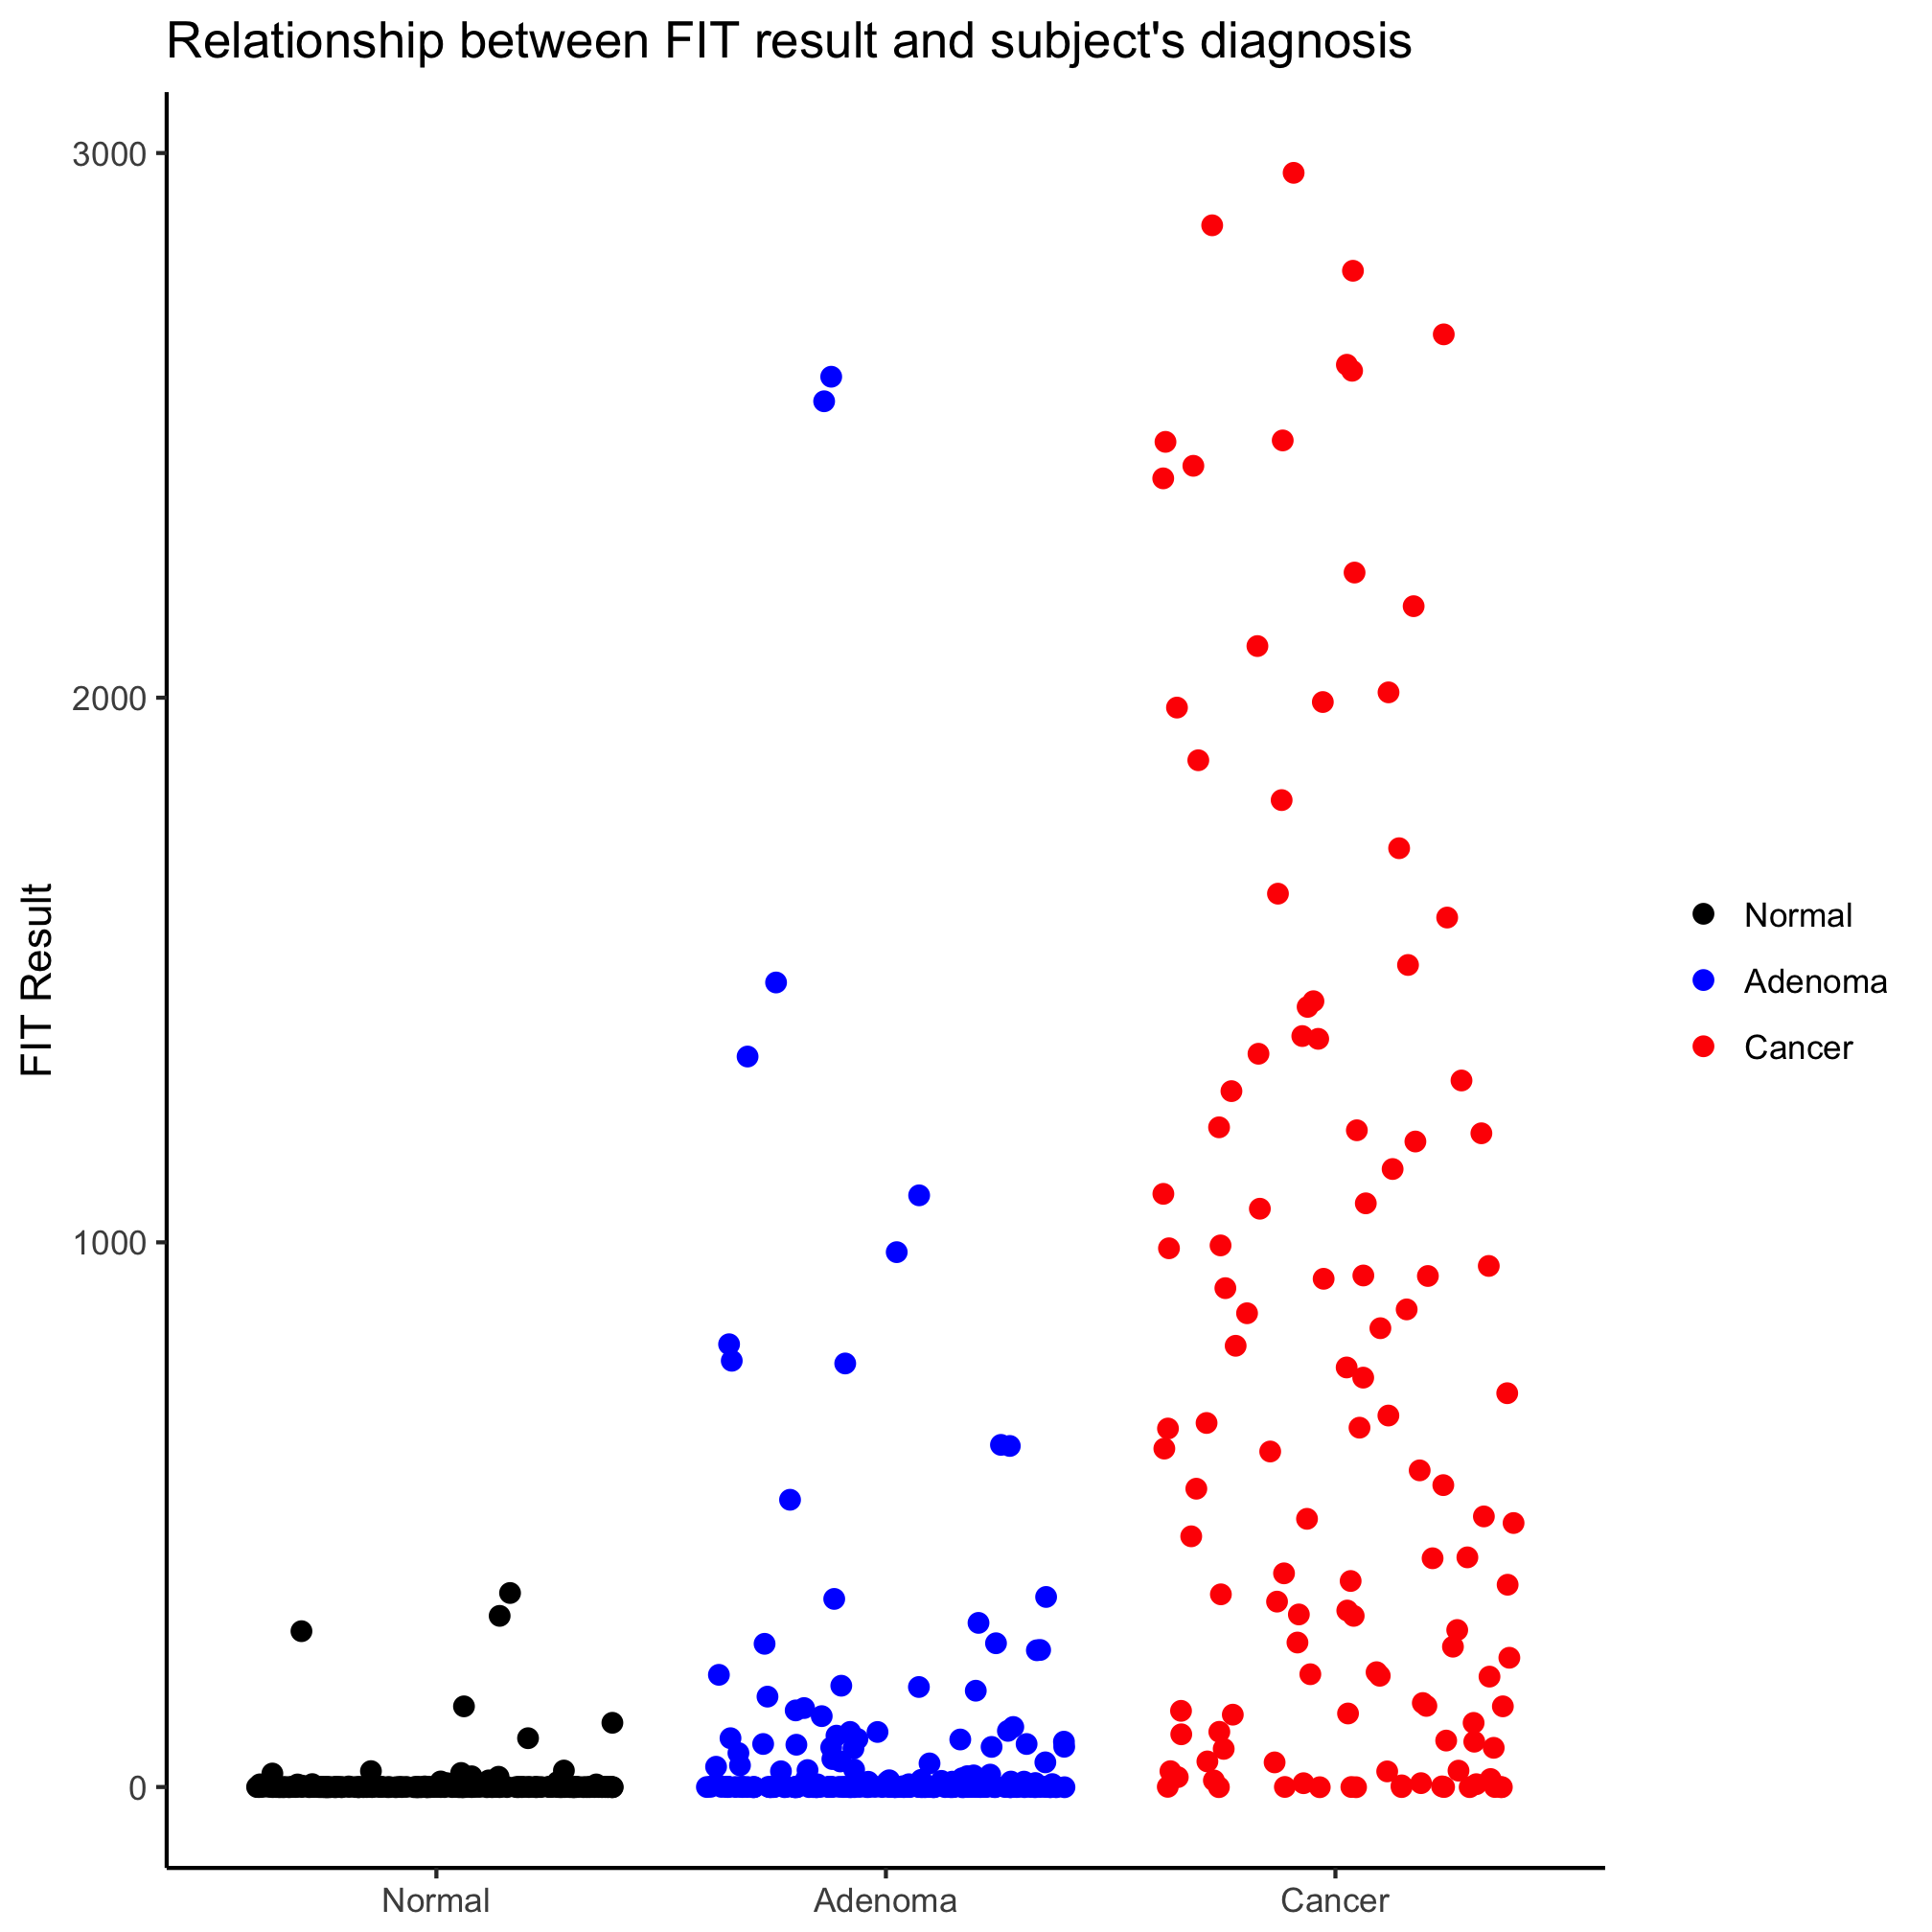 Relationship between FIT result and subject's diagnosis
3000
2000
1000
0
FIT Result
Normal
Adenoma
Cancer
Normal
Adenoma
Cancer